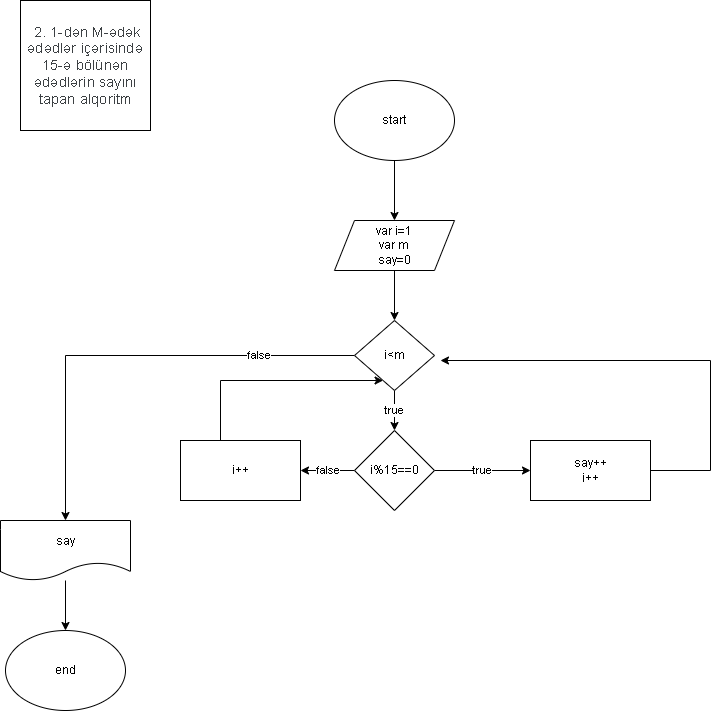 2. 1-dən M-ədək
ədədlər içərisində
15-ə bölünən
ədədlərin sayını
tapan alqoritm
start
var i=1
var m
say=0
i<m
false
true
i++
false
i%15==0
true
say++
i++
say
end